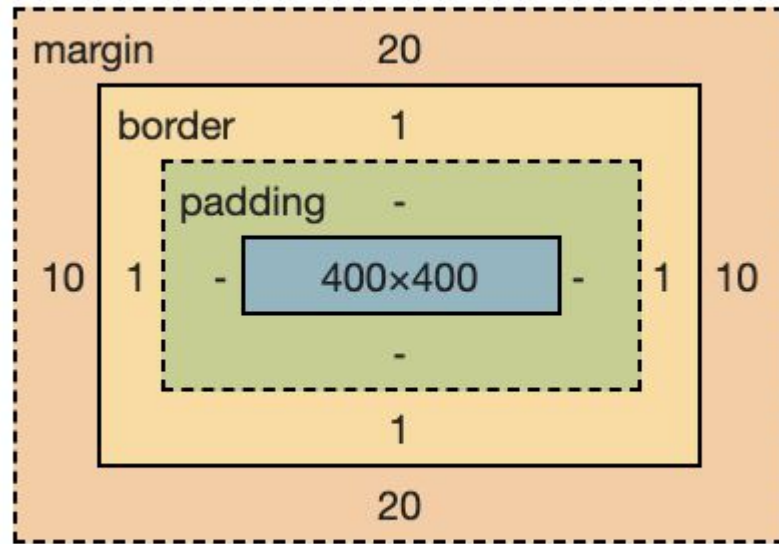 margin 20
border 1
padding -
10 1 - 400×400 - 1 10
-
1
20